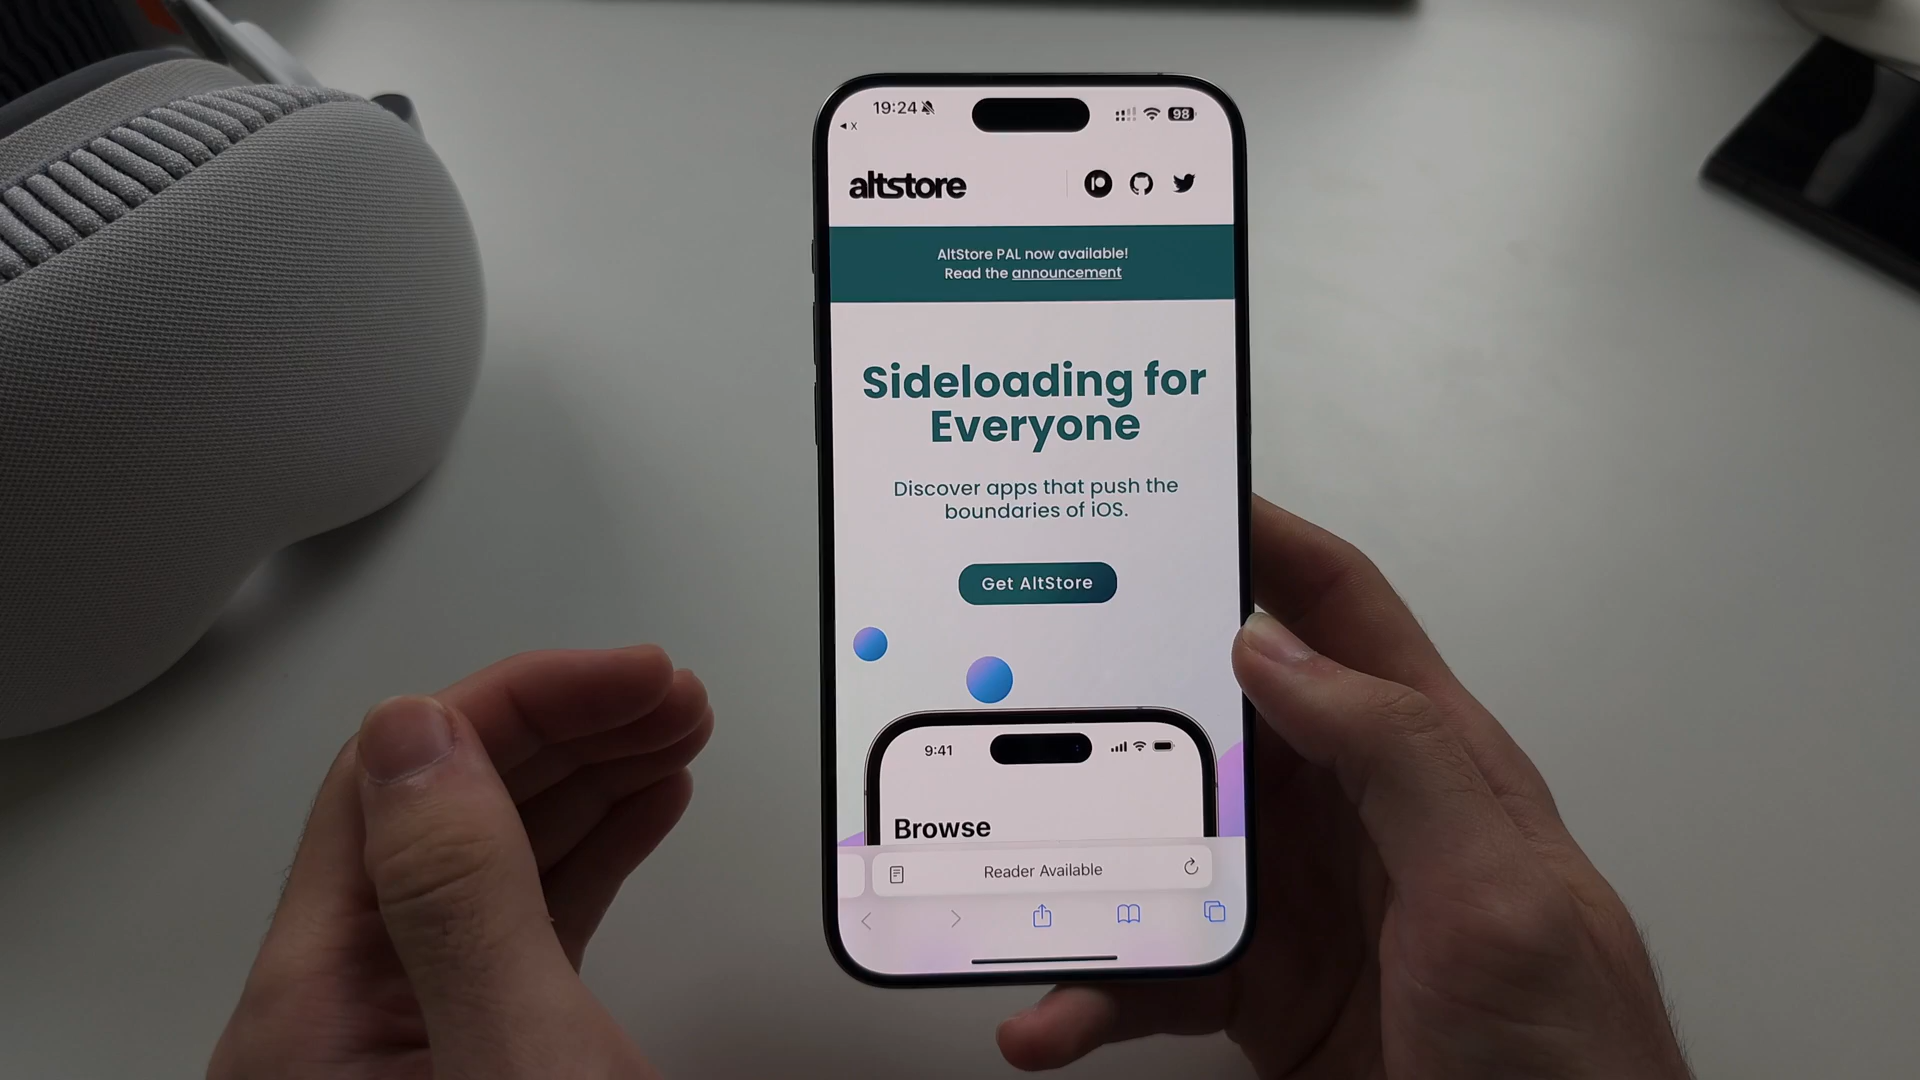 19:24
98
X
altstore
AltStore PAL now available!
Read the announcement
Sideloading for
Everyone
Discover apps that push the
boundaries of iOS.
Get AltStore
9:41
Browse
Reader Available